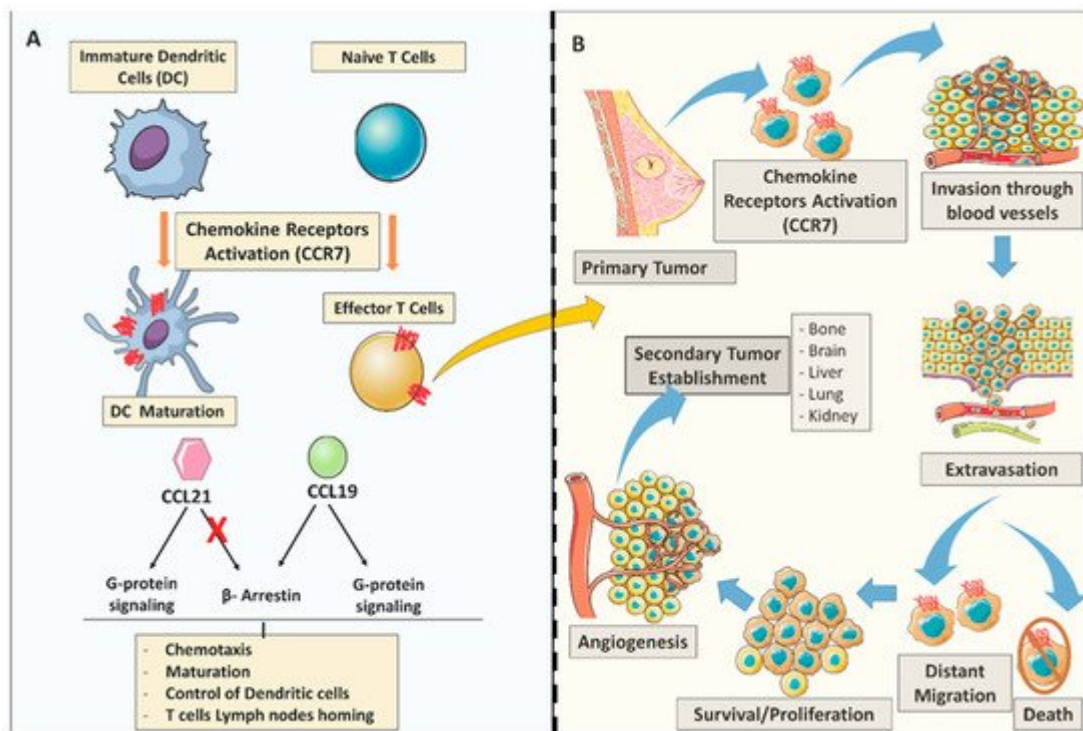 A
Immature Dendritic
Cells (DC)
Naive T Cells
Chemokine Receptors
Activation (CCR7)
Effector T Cells
DC Maturation
CCL21
CCL19
X
G-protein
signaling
β- Arrestin
G-protein
signaling
- Chemotaxis
- Maturation
- Control of Dendritic cells
- T cells Lymph nodes homing
B
Primary Tumor
Chemokine
Receptors Activation
(CCR7)
Invasion through
blood vessels
Extravasation
Distant
Migration
Death
Survival/Proliferation
Angiogenesis
Secondary Tumor
Establishment
- Bone
- Brain
- Liver
- Lung
- Kidney